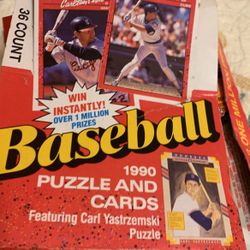 36 COUNT
WIN
INSTANTLY!
OVER 1 MILLION
PRIZES
Baseball
1990
PUZZLE AND
CARDS
Featuring Carl Yastrzemski
Puzzle